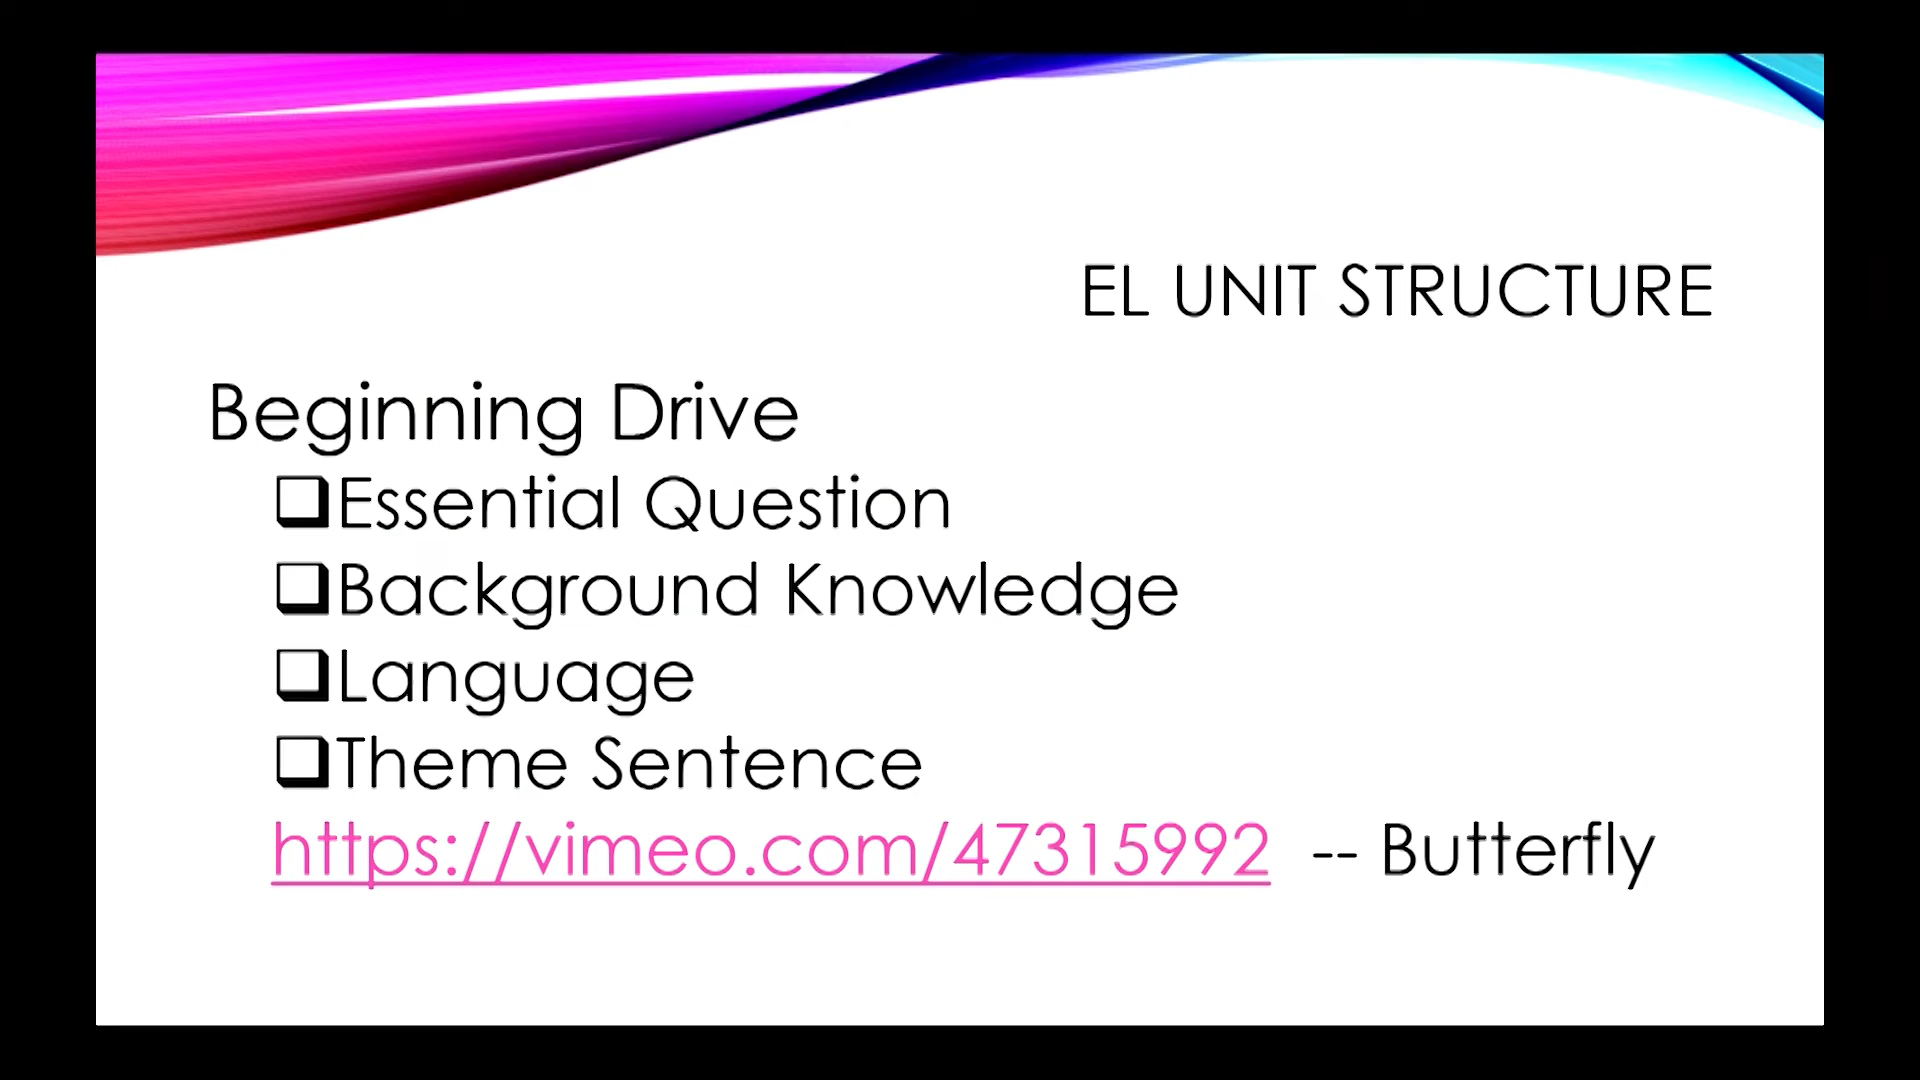 EL UNIT STRUCTURE
Beginning Drive
❑Essential Question
❑Background Knowledge
❑Language
❑Theme Sentence
https://vimeo.com/47315992 -- Butterfly